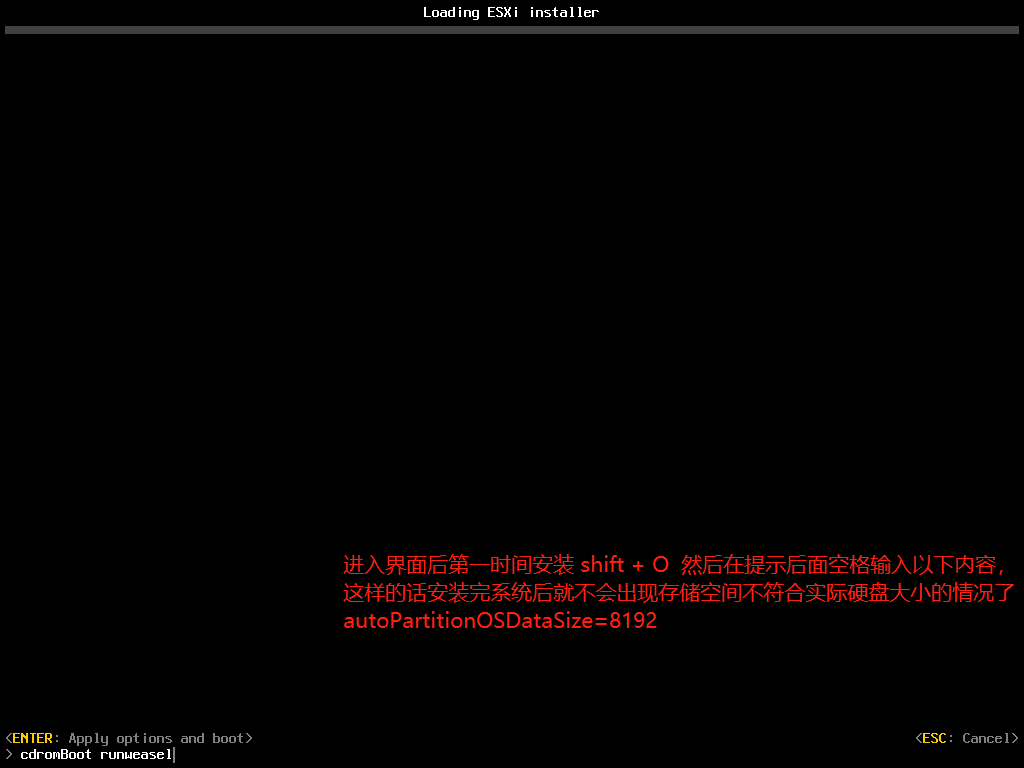 Loading ESXi installer
进入界面后第一时间安装 shift + O 然后在提示后面空格输入以下内容，
这样的话安装完系统后就不会出现存储空间不符合实际硬盘大小的情况了
autoPartitionOSDataSize=8192
<ENTER: Apply options and boot> <ESC: Cancel>
> cdromBoot runweasel